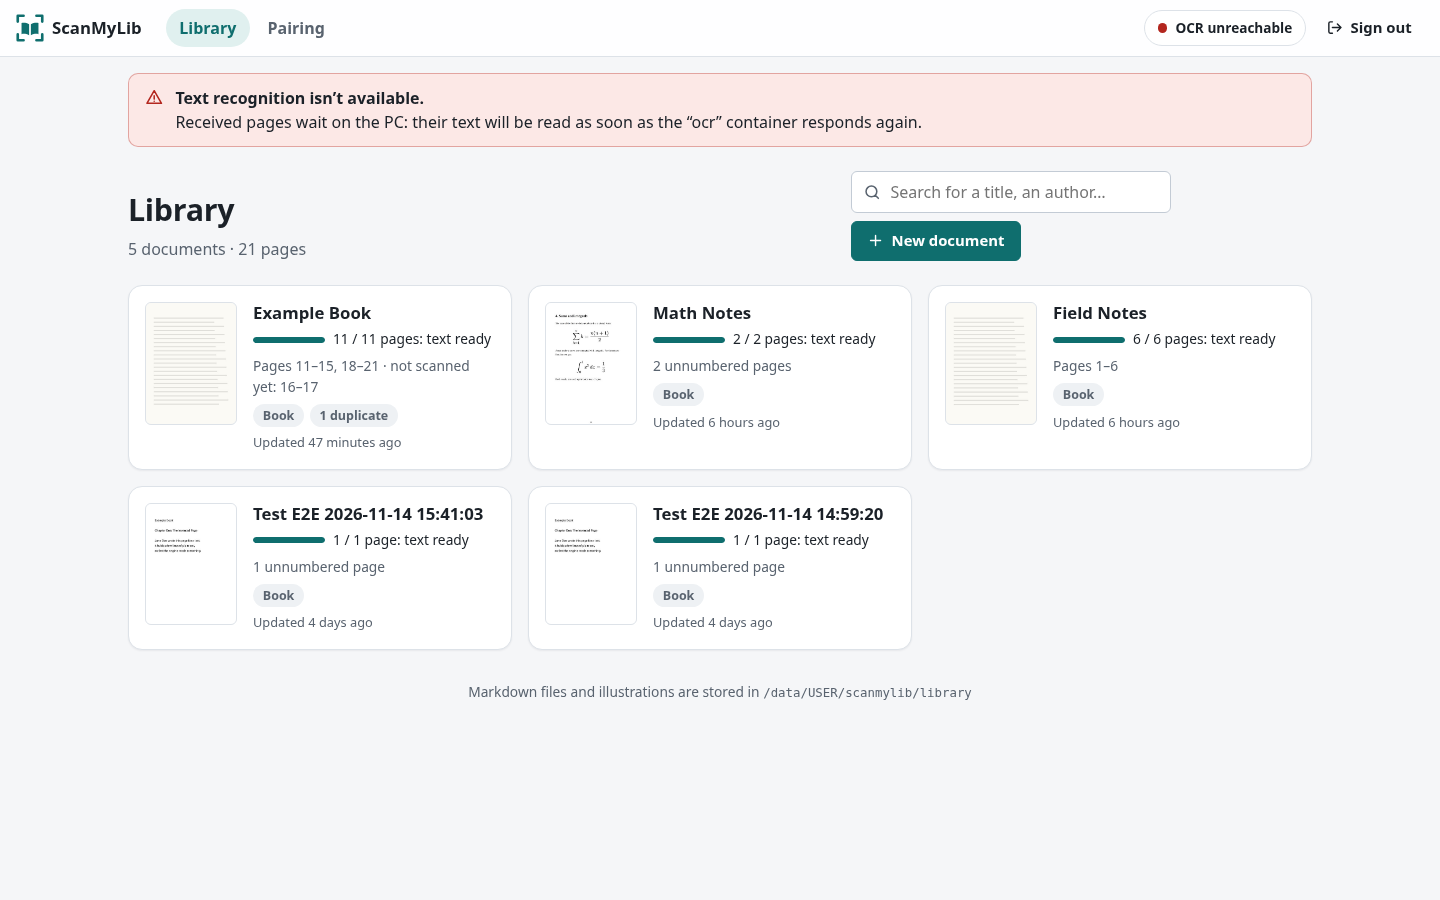 ScanMyLib
Library
Pairing
OCR unreachable
Sign out
Text recognition isn’t available.
Received pages wait on the PC: their text will be read as soon as the “ocr” container responds again.
Library
5 documents · 21 pages
Search for a title, an author...
New document
Example Book
11 / 11 pages: text ready
Pages 11–15, 18–21 · not scanned
yet: 16–17
Book
1 duplicate
Updated 47 minutes ago
Math Notes
2 / 2 pages: text ready
2 unnumbered pages
Book
Updated 6 hours ago
Field Notes
6 / 6 pages: text ready
Pages 1–6
Book
Updated 6 hours ago
Test E2E 2026-11-14 15:41:03
1 / 1 page: text ready
1 unnumbered page
Book
Updated 4 days ago
Test E2E 2026-11-14 14:59:20
1 / 1 page: text ready
1 unnumbered page
Book
Updated 4 days ago
Markdown files and illustrations are stored in /data/USER/scanmylib/library